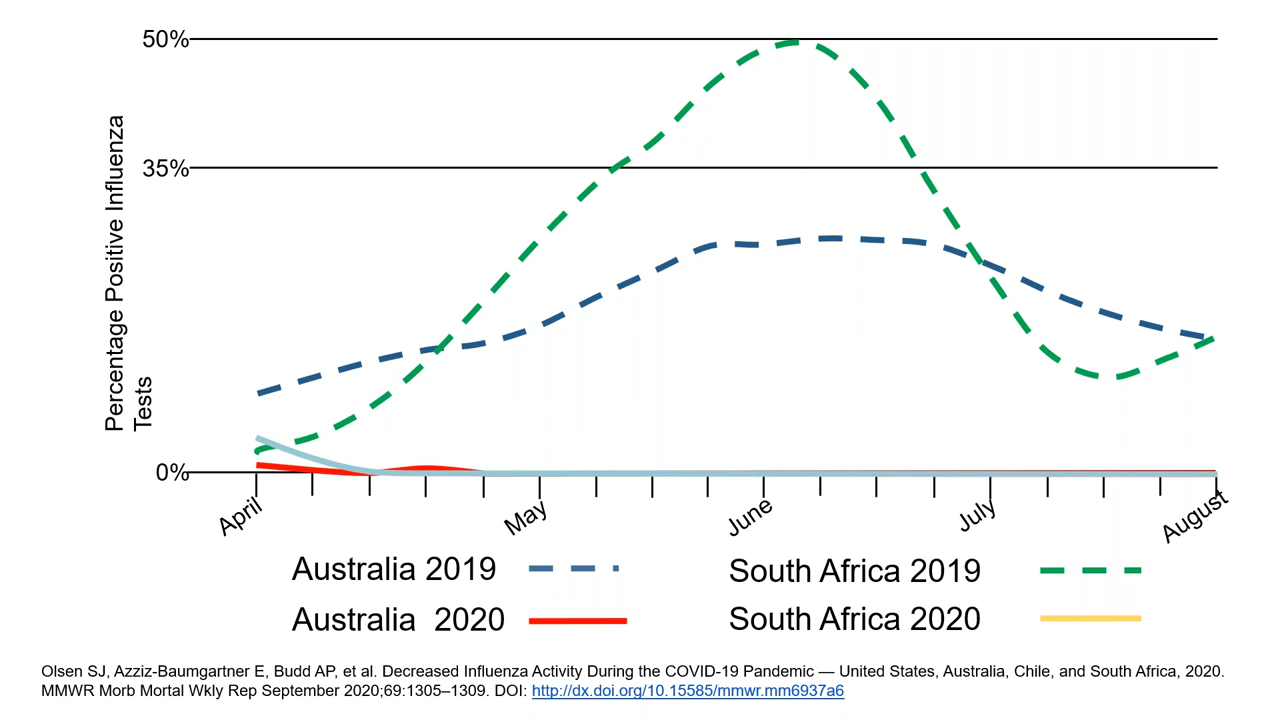 50%
35%
0%
Percentage Positive Influenza
Tests
April
May
June
July
August
Australia 2019
South Africa 2019
Australia  2020
South Africa 2020
Olsen SJ, Azziz-Baumgartner E, Budd AP, et al. Decreased Influenza Activity During the COVID-19 Pandemic — United States, Australia, Chile, and South Africa, 2020.
MMWR Morb Mortal Wkly Rep September 2020;69:1305–1309. DOI: http://dx.doi.org/10.15585/mmwr.mm6937a6